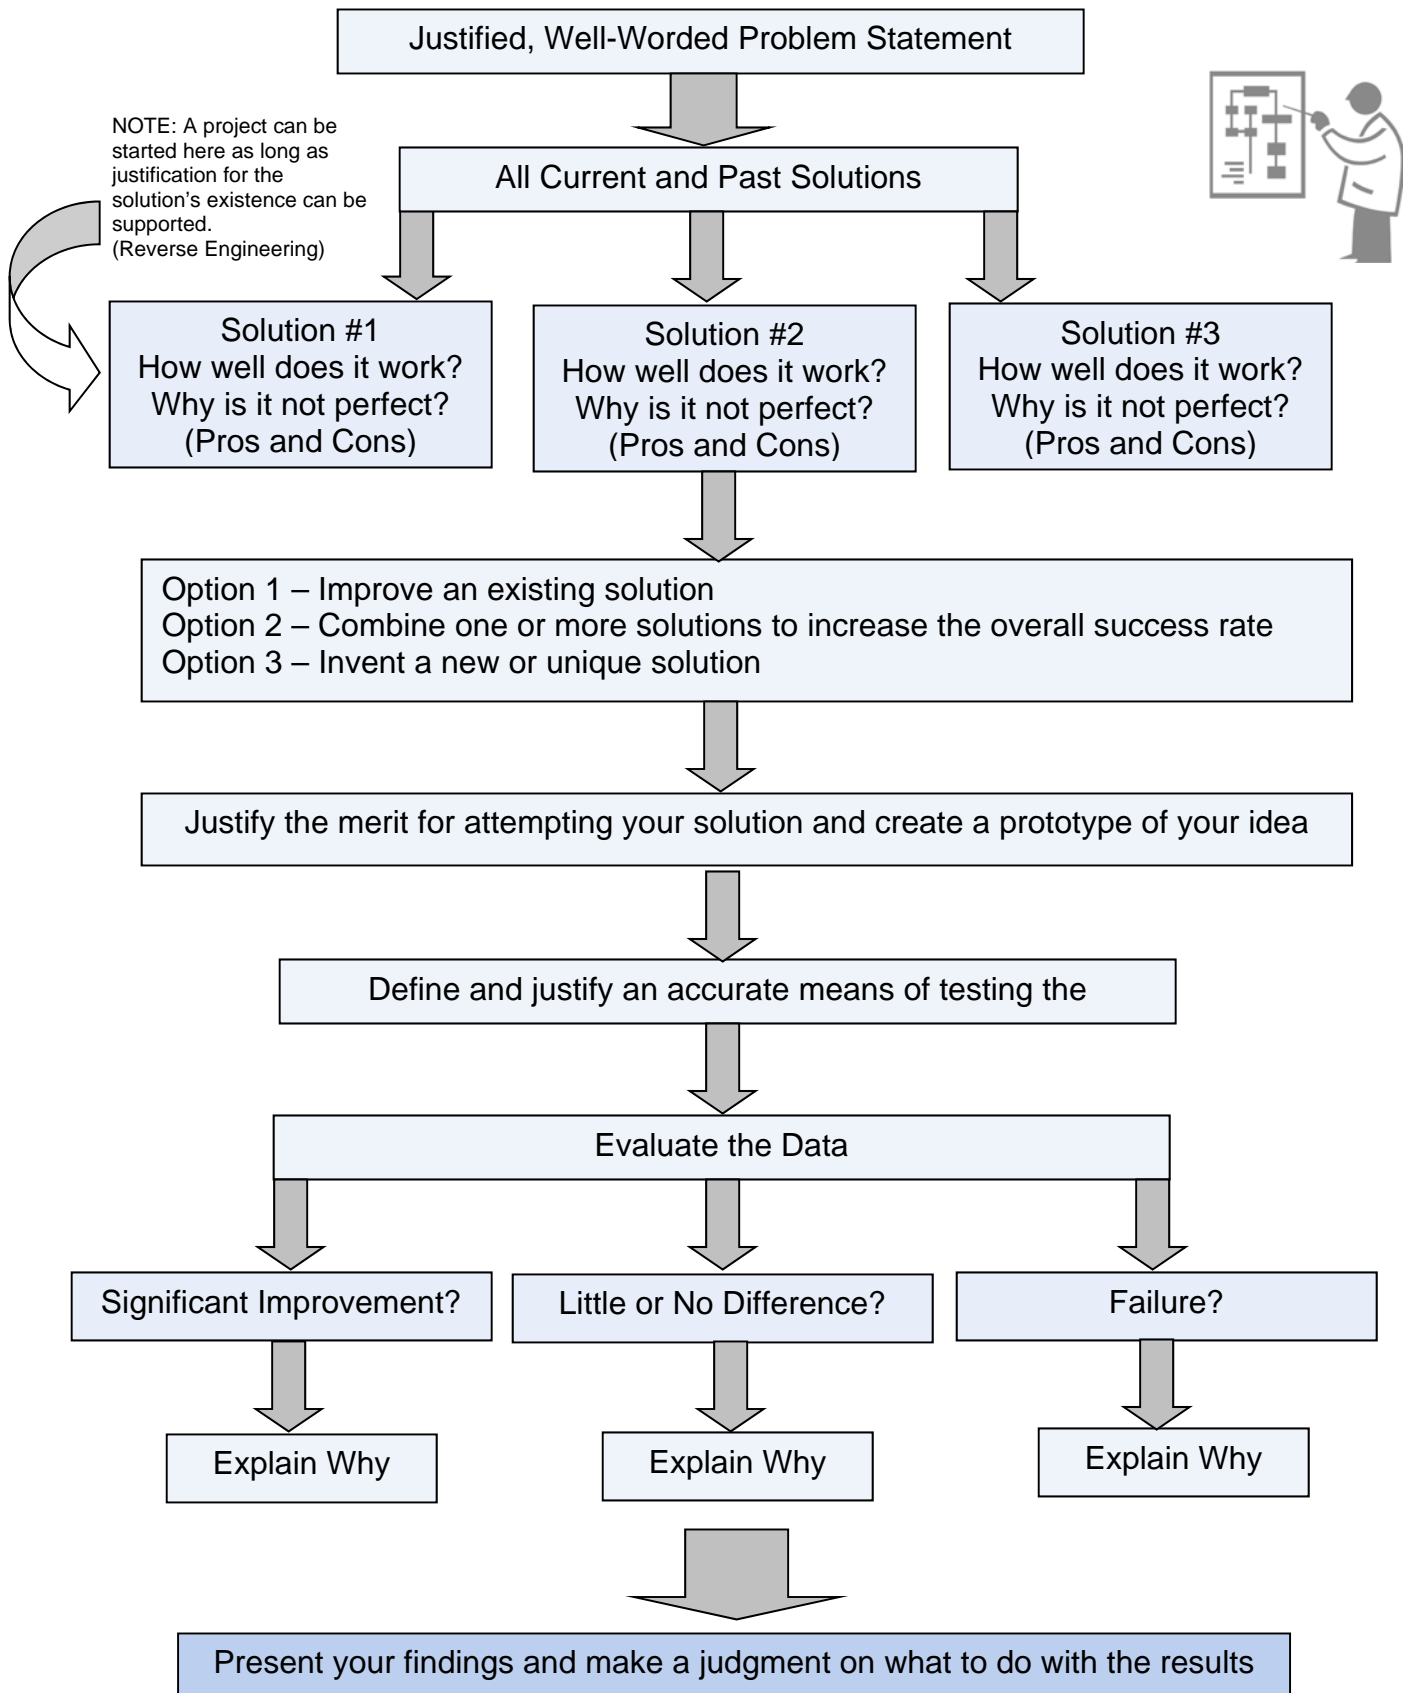 Justified, Well-Worded Problem Statement
NOTE: A project can be
started here as long as
justification for the
solution’s existence can be
supported.
(Reverse Engineering)
All Current and Past Solutions
Solution #1
How well does it work?
Why is it not perfect?
(Pros and Cons)
Solution #2
How well does it work?
Why is it not perfect?
(Pros and Cons)
Solution #3
How well does it work?
Why is it not perfect?
(Pros and Cons)
Option 1 – Improve an existing solution
Option 2 – Combine one or more solutions to increase the overall success rate
Option 3 – Invent a new or unique solution
Justify the merit for attempting your solution and create a prototype of your idea
Define and justify an accurate means of testing the
Evaluate the Data
Significant Improvement?
Little or No Difference?
Failure?
Explain Why
Explain Why
Explain Why
Present your findings and make a judgment on what to do with the results